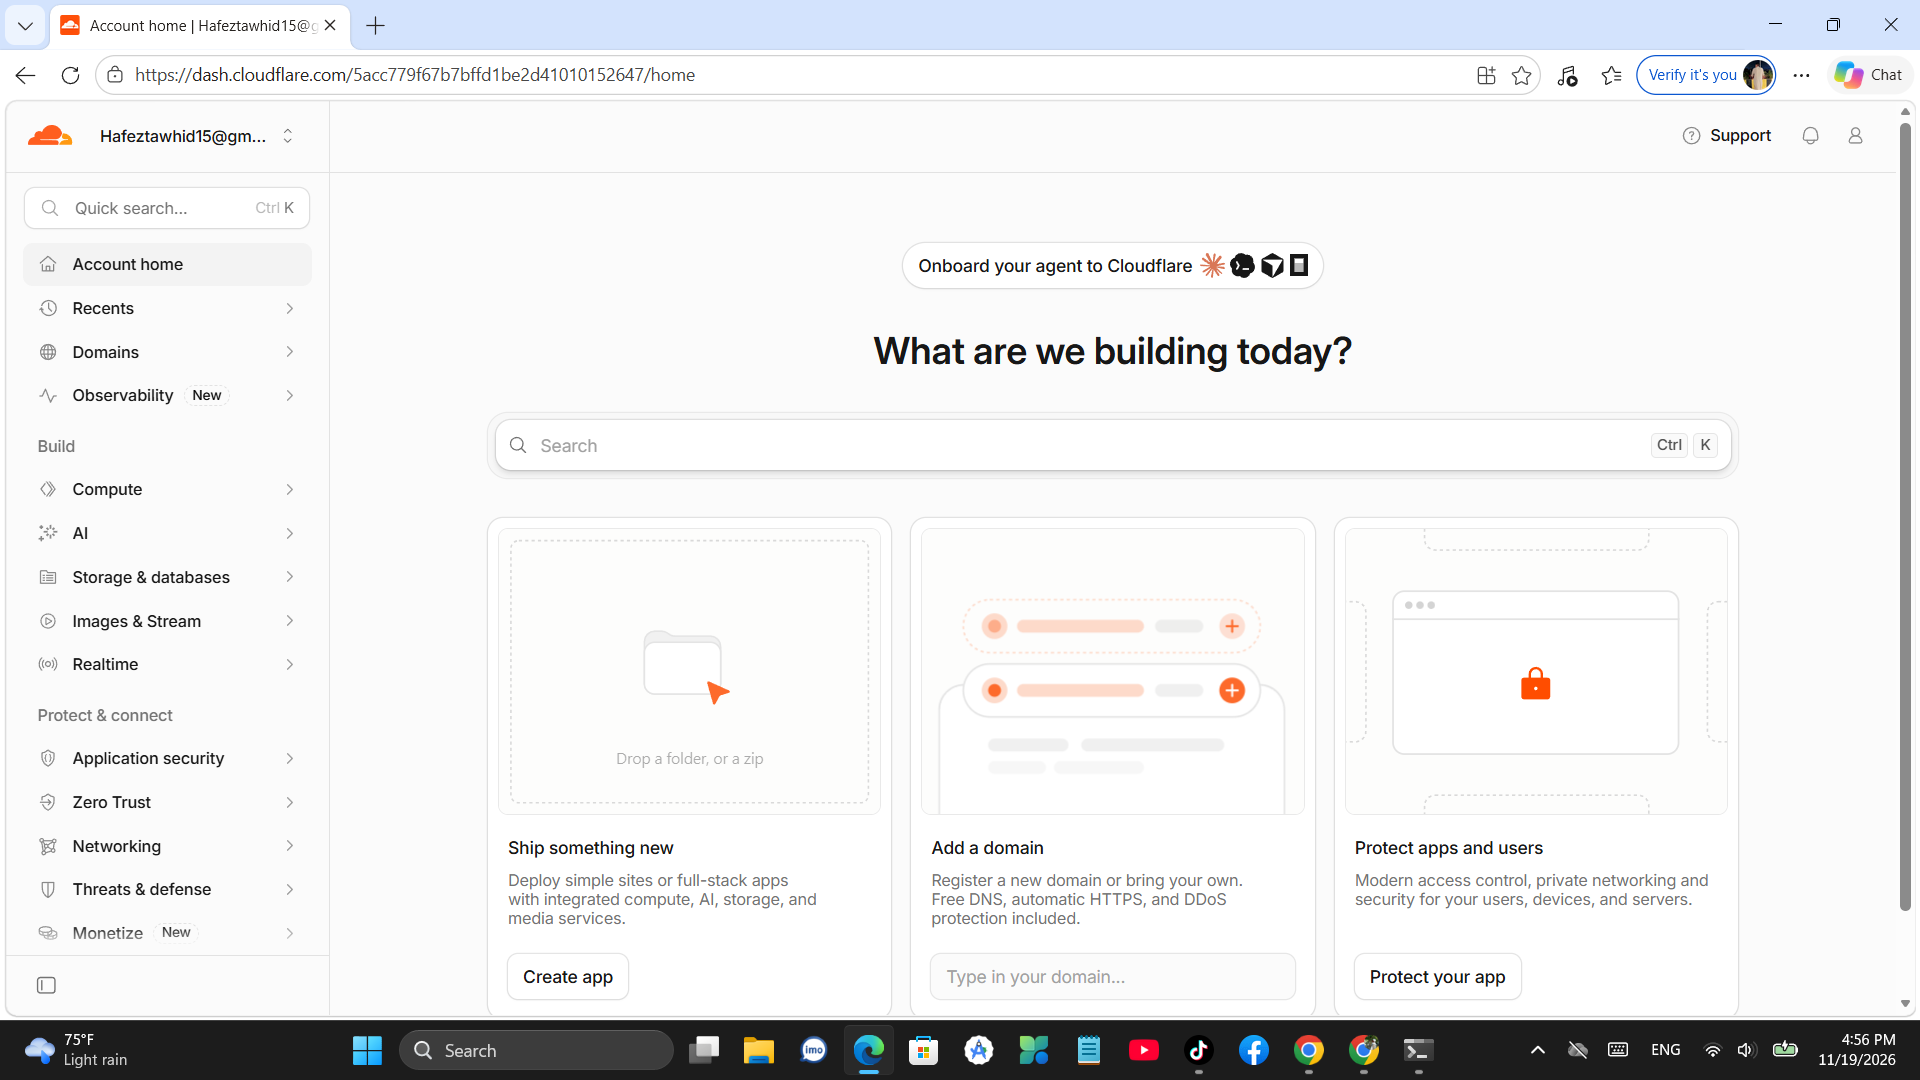 Account home | Hafeztawhid15@g
https://dash.cloudflare.com/5acc779f67b7bffd1be2d41010152647/home
Verify it's you
Chat
Hafeztawhid15@gm...
Support
Quick search...
Ctrl K
Account home
Recents
Domains
Observability New
Build
Compute
AI
Storage & databases
Images & Stream
Realtime
Protect & connect
Application security
Zero Trust
Networking
Threats & defense
Monetize New
Onboard your agent to Cloudflare
What are we building today?
Search
Ctrl K
Drop a folder, or a zip
Ship something new
Deploy simple sites or full-stack apps
with integrated compute, AI, storage, and
media services.
Create app
Add a domain
Register a new domain or bring your own.
Free DNS, automatic HTTPS, and DDoS
protection included.
Type in your domain...
Protect apps and users
Modern access control, private networking and
security for your users, devices, and servers.
Protect your app
75°F
Light rain
Search
imo
ENG
4:56 PM
11/19/2026